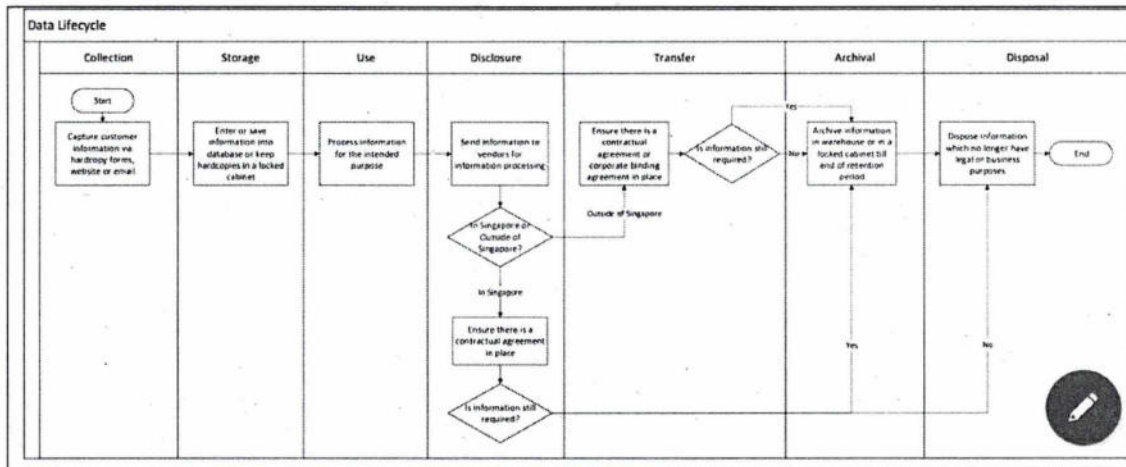 Data Lifecycle
Collection
Storage
Use
Disclosure
Transfer
Archival
Disposal
Start
Capture customer
information via
hardcopy forms,
website or email
Enter or save
information into
database or keep
hardcopies in a locked
cabinet
Process information
for the intended
purpose
Send information to
vendors for
information processing
In Singapore or
Outside of
Singapore?
In Singapore
Ensure there is a
contractual agreement
in place
Is information still
required?
Outside of Singapore
Ensure there is a
contractual
agreement or
corporate binding
agreement in place
Is information still
required?
Yes
No
Archive information
in warehouse or in a
locked cabinet till
end of retention
period
Yes
Dispose information
which no longer have
legal or business
purposes
No
End